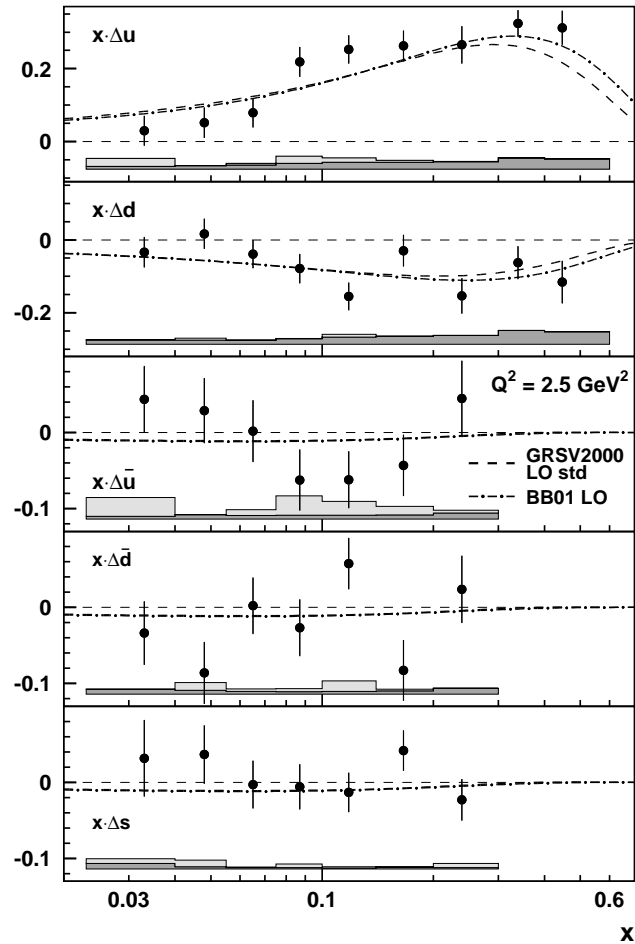 x·Δu
0.2
0
x·Δd
0
-0.2
Q² = 2.5 GeV²
0
GRSV2000
LO std
x·Δū
BB01 LO
-0.1
x·Δd̄
0
-0.1
0
x·Δs
-0.1
0.03
0.1
0.6
x